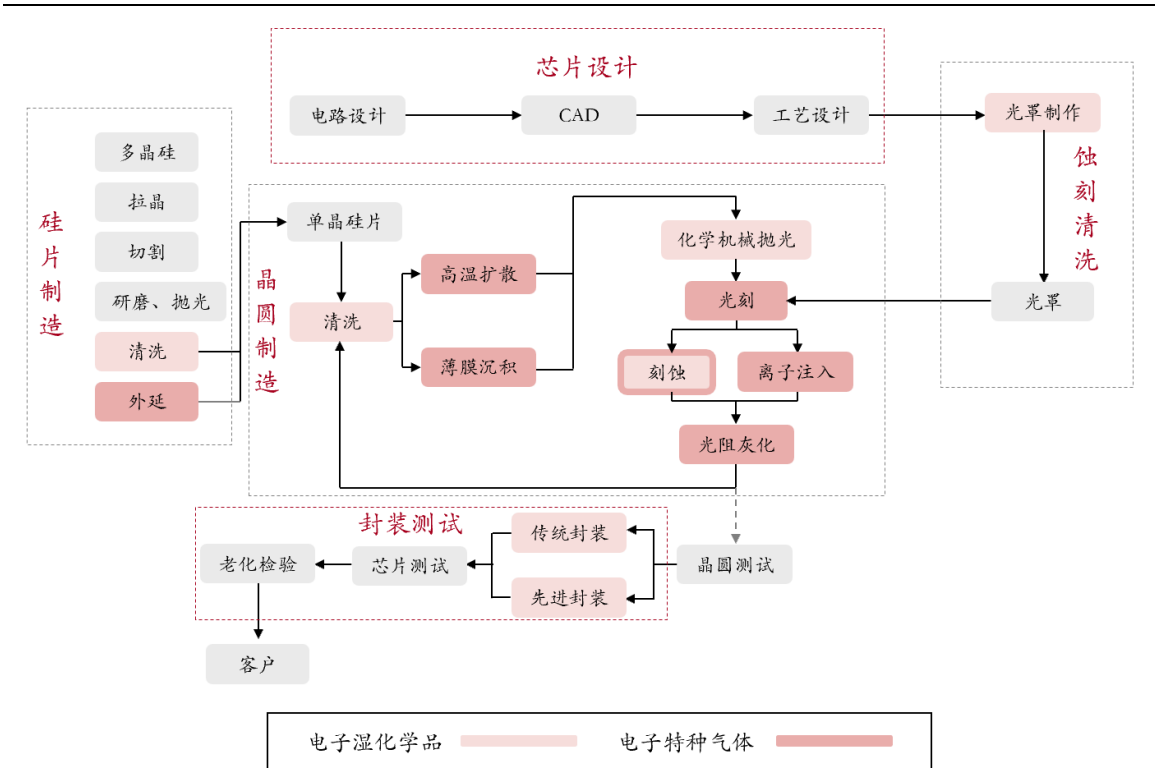 芯片设计
电路设计
CAD
工艺设计
光罩制作
蚀刻清洗
光罩
硅片制造
多晶硅
拉晶
切割
研磨、抛光
清洗
外延
晶圆制造
单晶硅片
清洗
高温扩散
薄膜沉积
化学机械抛光
光刻
刻蚀
离子注入
光阻灰化
封装测试
传统封装
先进封装
晶圆测试
芯片测试
老化检验
客户
电子湿化学品
电子特种气体